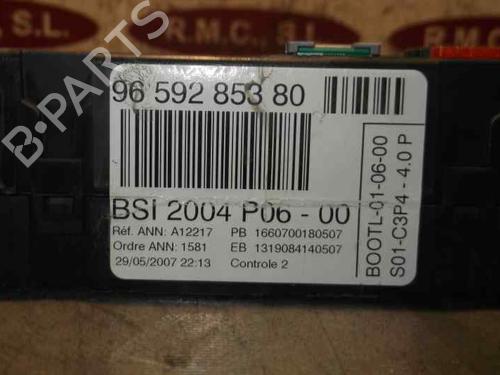 , S.L.
R.M.C., S.L.
96 592 853 80
BSI 2004 P06 - 00
Réf. ANN: A12217 PB 1660700180507
Ordre ANN: 1581 EB 1319084140507
29/05/2007 22:13 Controle 2
BOOTL-01-06-00
S01-C3P4 - 4.0 P
B-PARTS